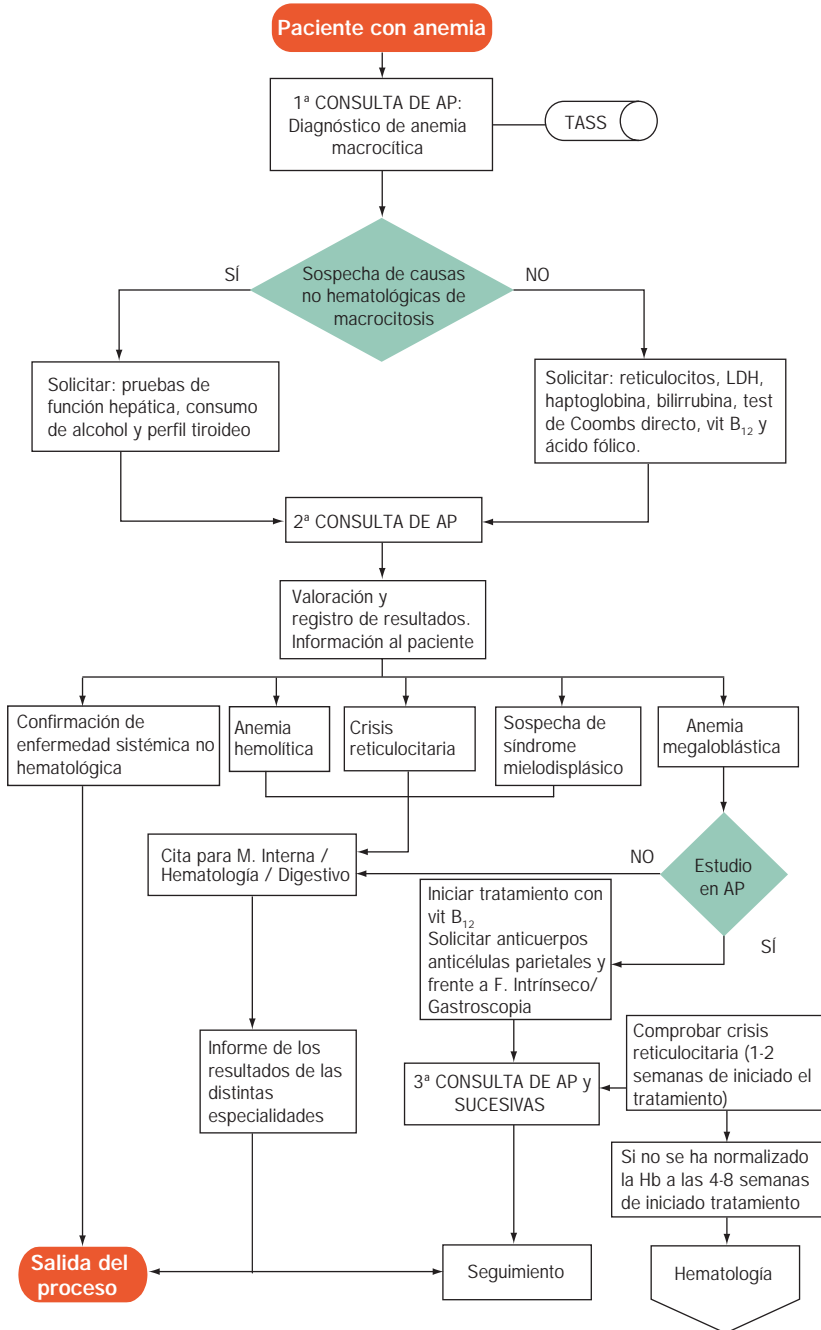 Paciente con anemia
1ª CONSULTA DE AP:
Diagnóstico de anemia
macrocítica
TASS
SÍ
Sospecha de causas
no hematológicas de
macrocitosis
NO
Solicitar: pruebas de
función hepática, consumo
de alcohol y perfil tiroideo
Solicitar: reticulocitos, LDH,
haptoglobina, bilirrubina, test
de Coombs directo, vit B₁₂ y
ácido fólico.
2ª CONSULTA DE AP
Valoración y
registro de resultados.
Información al paciente
Confirmación de
enfermedad sistémica no
hematológica
Anemia
hemolítica
Crisis
reticulocitaria
Sospecha de
síndrome
mielodisplásico
Anemia
megaloblástica
Cita para M. Interna /
Hematología / Digestivo
NO
Estudio
en AP
SÍ
Iniciar tratamiento con
vit B₁₂
Solicitar anticuerpos
anticélulas parietales y
frente a F. Intrínseco/
Gastroscopia
Informe de los
resultados de las
distintas
especialidades
3ª CONSULTA DE AP y
SUCESIVAS
Comprobar crisis
reticulocitaria (1-2
semanas de iniciado el
tratamiento)
Si no se ha normalizado
la Hb a las 4-8 semanas
de iniciado tratamiento
Salida del
proceso
Seguimiento
Hematología